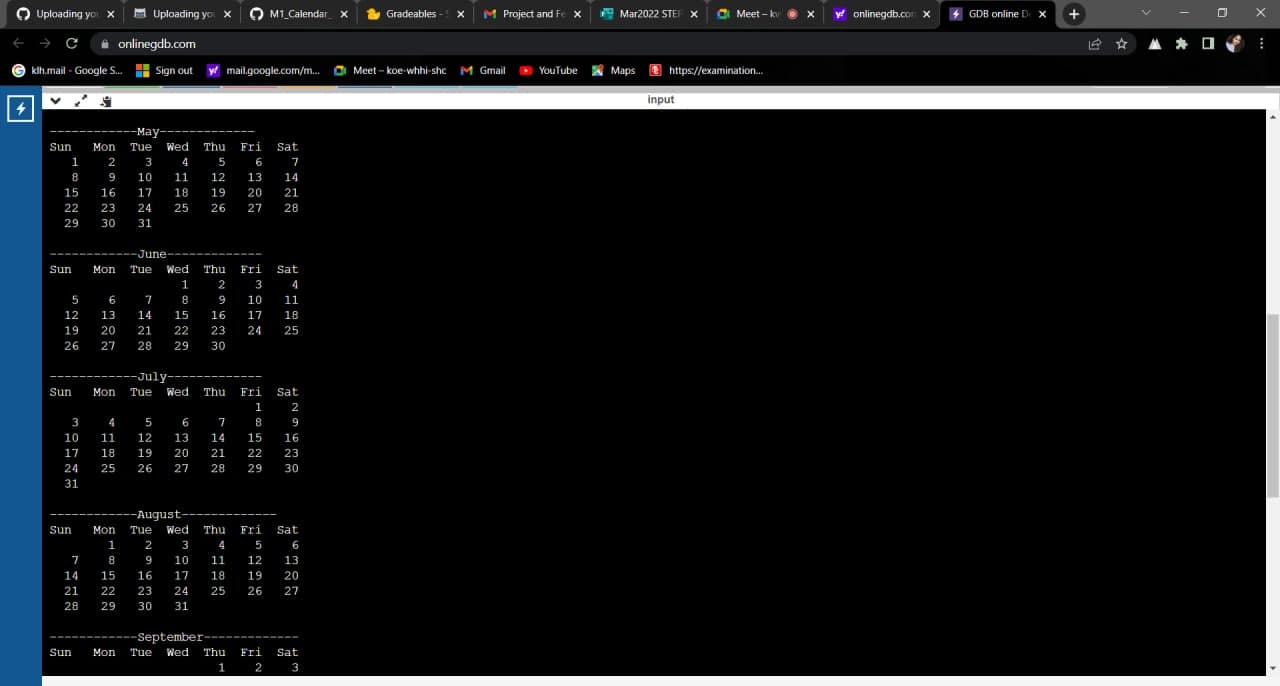 Uploading you Uploading you M1_Calendar_ Gradeables - Project and Fe Mar2022 STEP Meet – kw onlinegdb.com GDB online De
onlinegdb.com
klh.mail - Google S... Sign out mail.google.com/m... Meet – koe-whhi-shc Gmail YouTube Maps https://examination...
input
------------May-------------
Sun Mon Tue Wed Thu Fri Sat
1 2 3 4 5 6 7
8 9 10 11 12 13 14
15 16 17 18 19 20 21
22 23 24 25 26 27 28
29 30 31
------------June-------------
Sun Mon Tue Wed Thu Fri Sat
1 2 3 4
5 6 7 8 9 10 11
12 13 14 15 16 17 18
19 20 21 22 23 24 25
26 27 28 29 30
------------July-------------
Sun Mon Tue Wed Thu Fri Sat
1 2
3 4 5 6 7 8 9
10 11 12 13 14 15 16
17 18 19 20 21 22 23
24 25 26 27 28 29 30
31
------------August-------------
Sun Mon Tue Wed Thu Fri Sat
1 2 3 4 5 6
7 8 9 10 11 12 13
14 15 16 17 18 19 20
21 22 23 24 25 26 27
28 29 30 31
------------September-------------
Sun Mon Tue Wed Thu Fri Sat
1 2 3